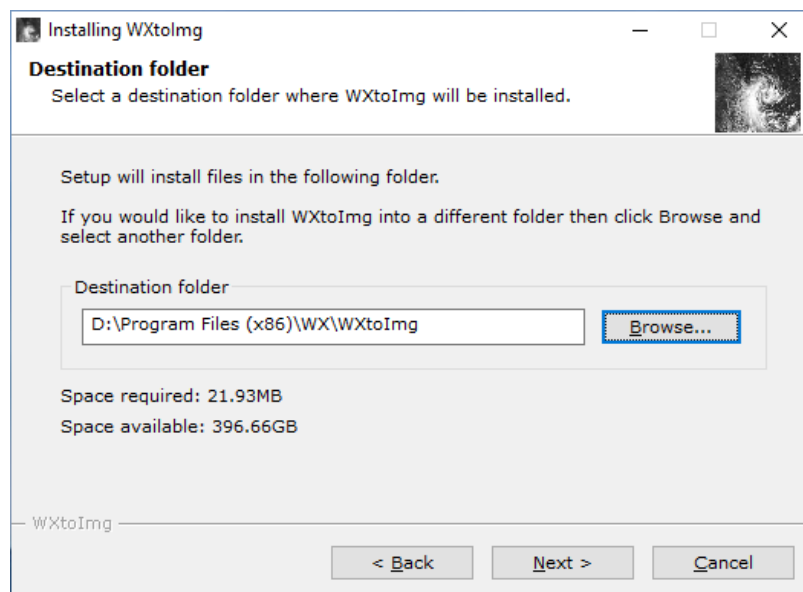 Installing WXtoImg
Destination folder
Select a destination folder where WXtoImg will be installed.
Setup will install files in the following folder.
If you would like to install WXtoImg into a different folder then click Browse and
select another folder.
Destination folder
D:\Program Files (x86)\WX\WXtoImg
Browse...
Space required: 21.93MB
Space available: 396.66GB
WXtoImg
< Back
Next >
Cancel